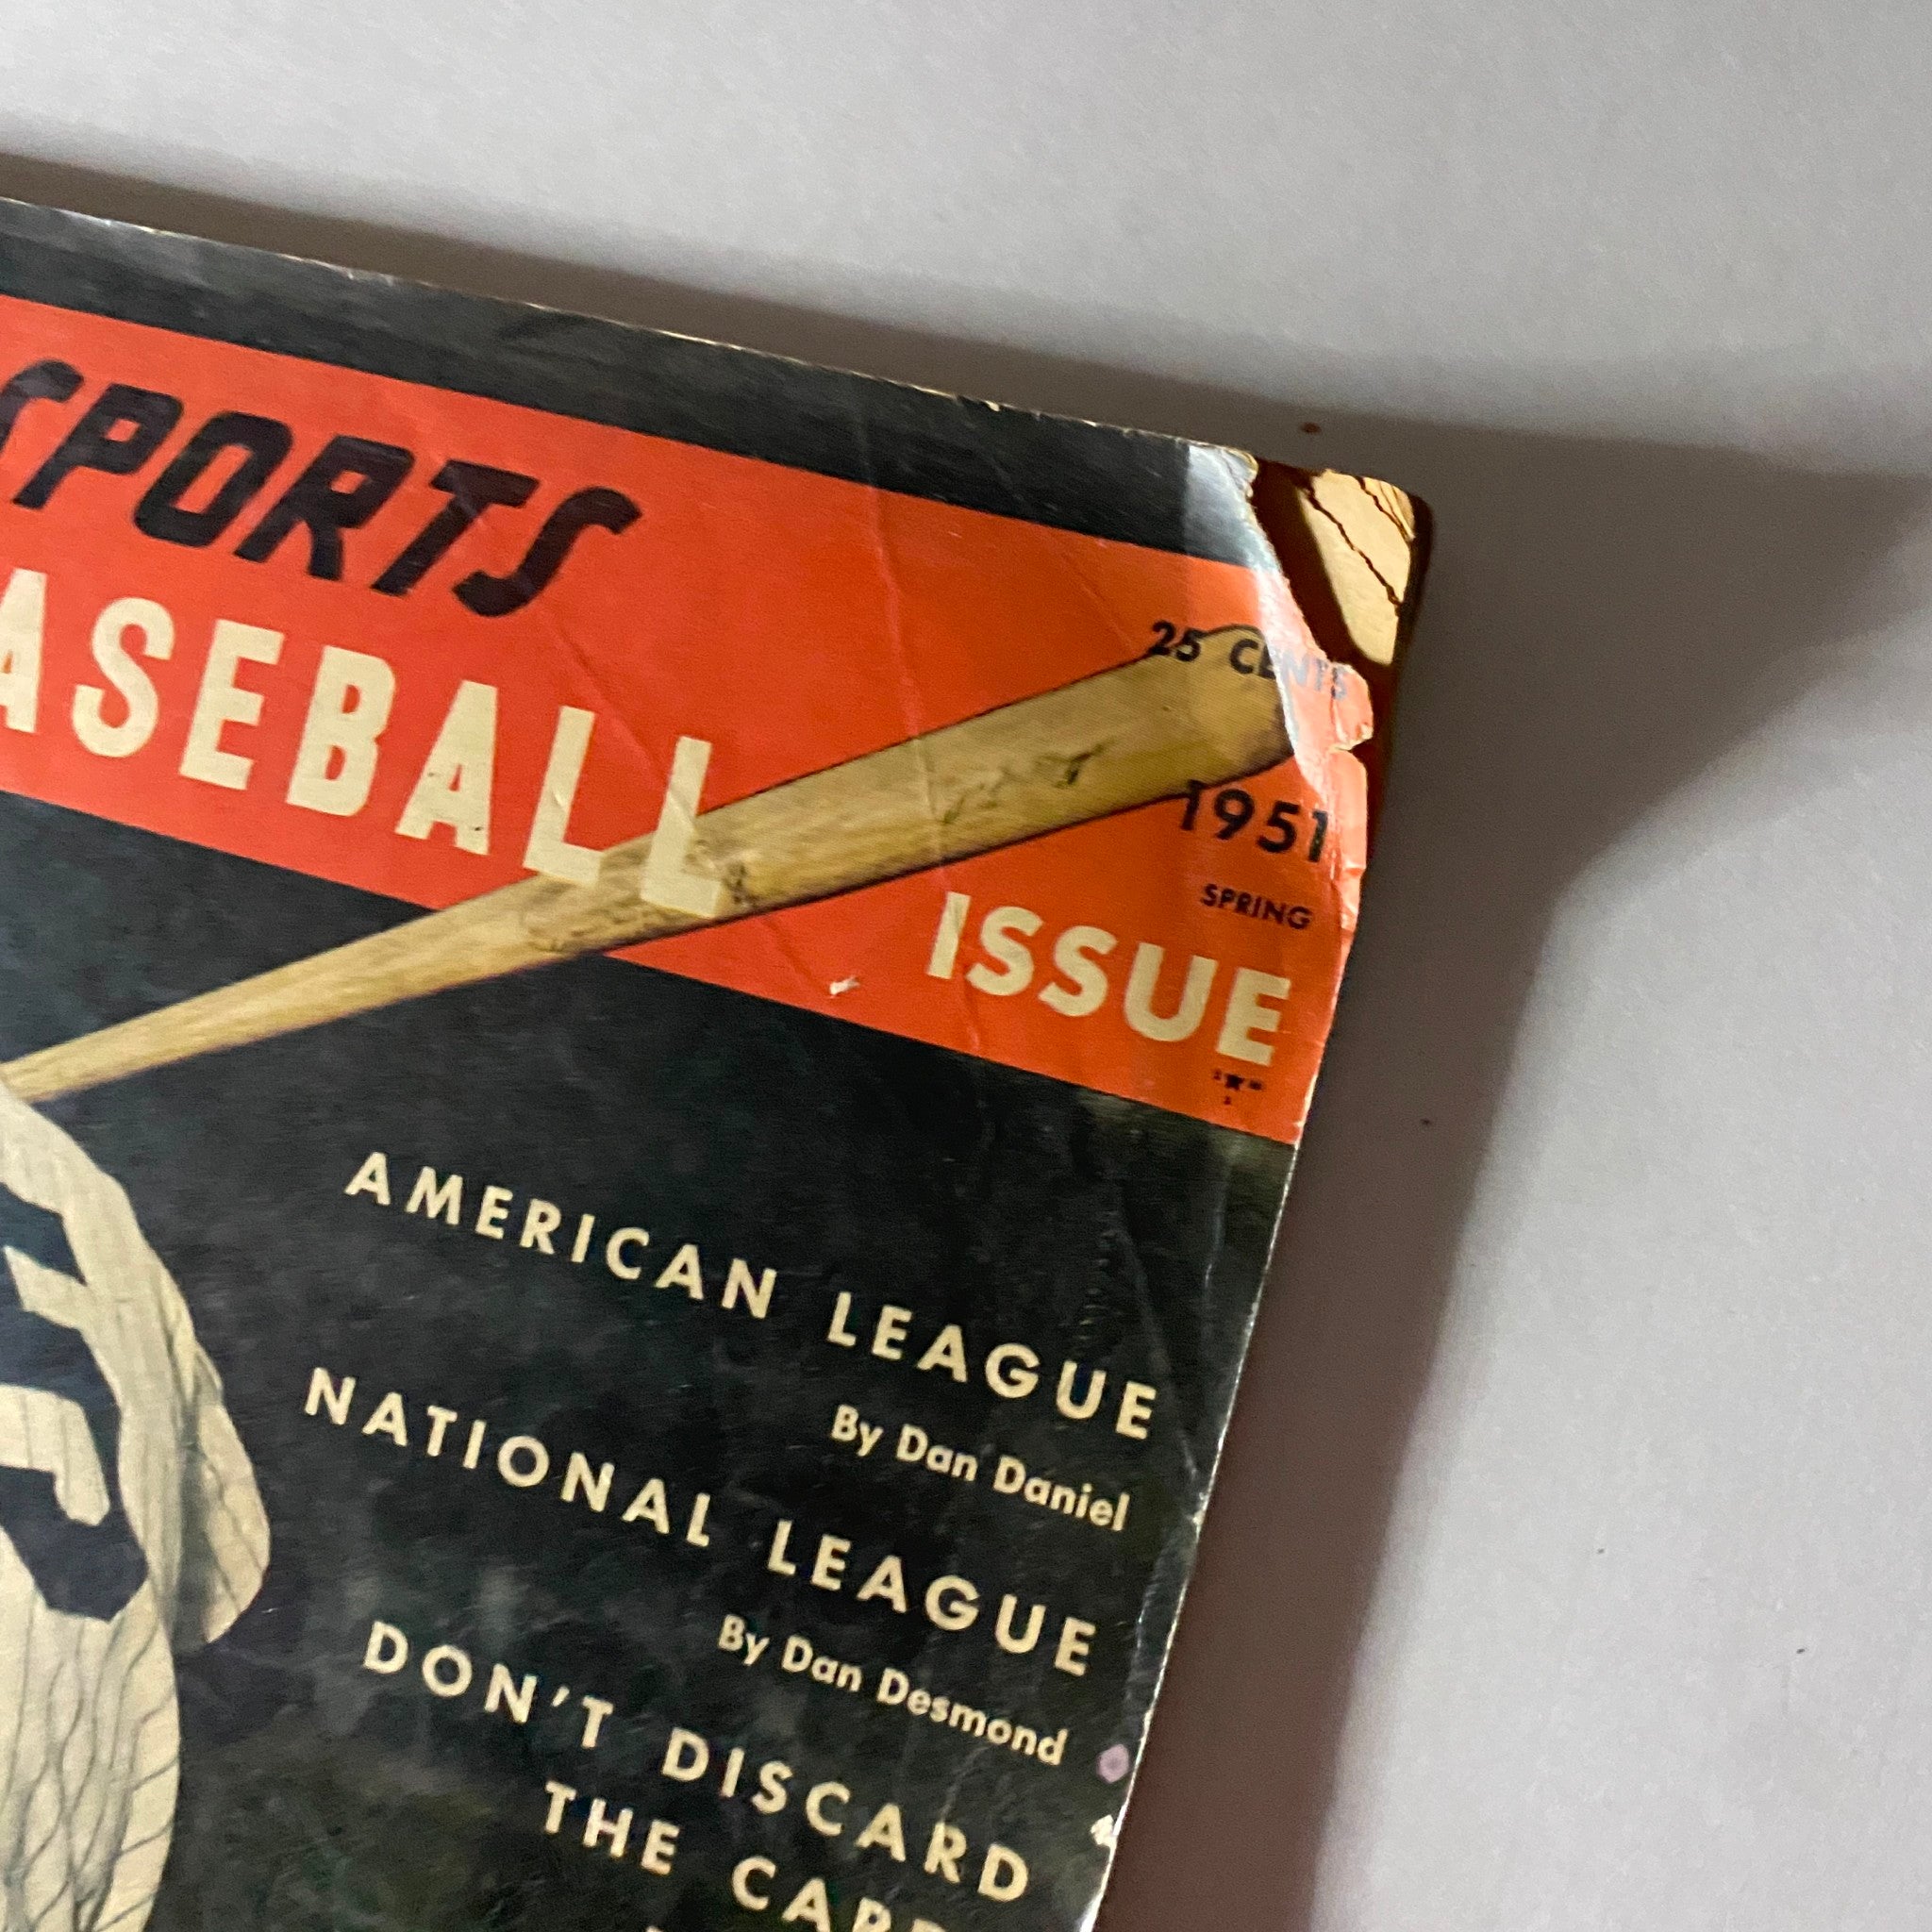 SPORTS
ASEBALL
25 CENTS
1951
SPRING
ISSUE
AMERICAN LEAGUE
By Dan Daniel
NATIONAL LEAGUE
By Dan Desmond
DON'T DISCARD
THE